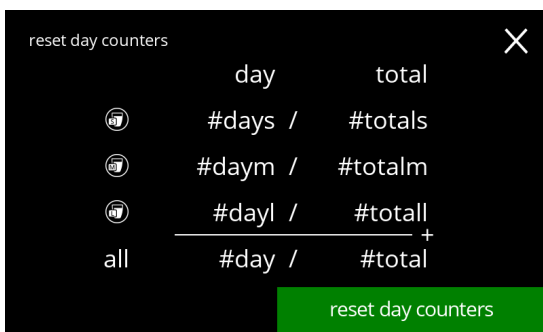 reset day counters
day total
S #days / #totals
M #daym / #totalm
L #dayl / #totall
+
all #day / #total
reset day counters